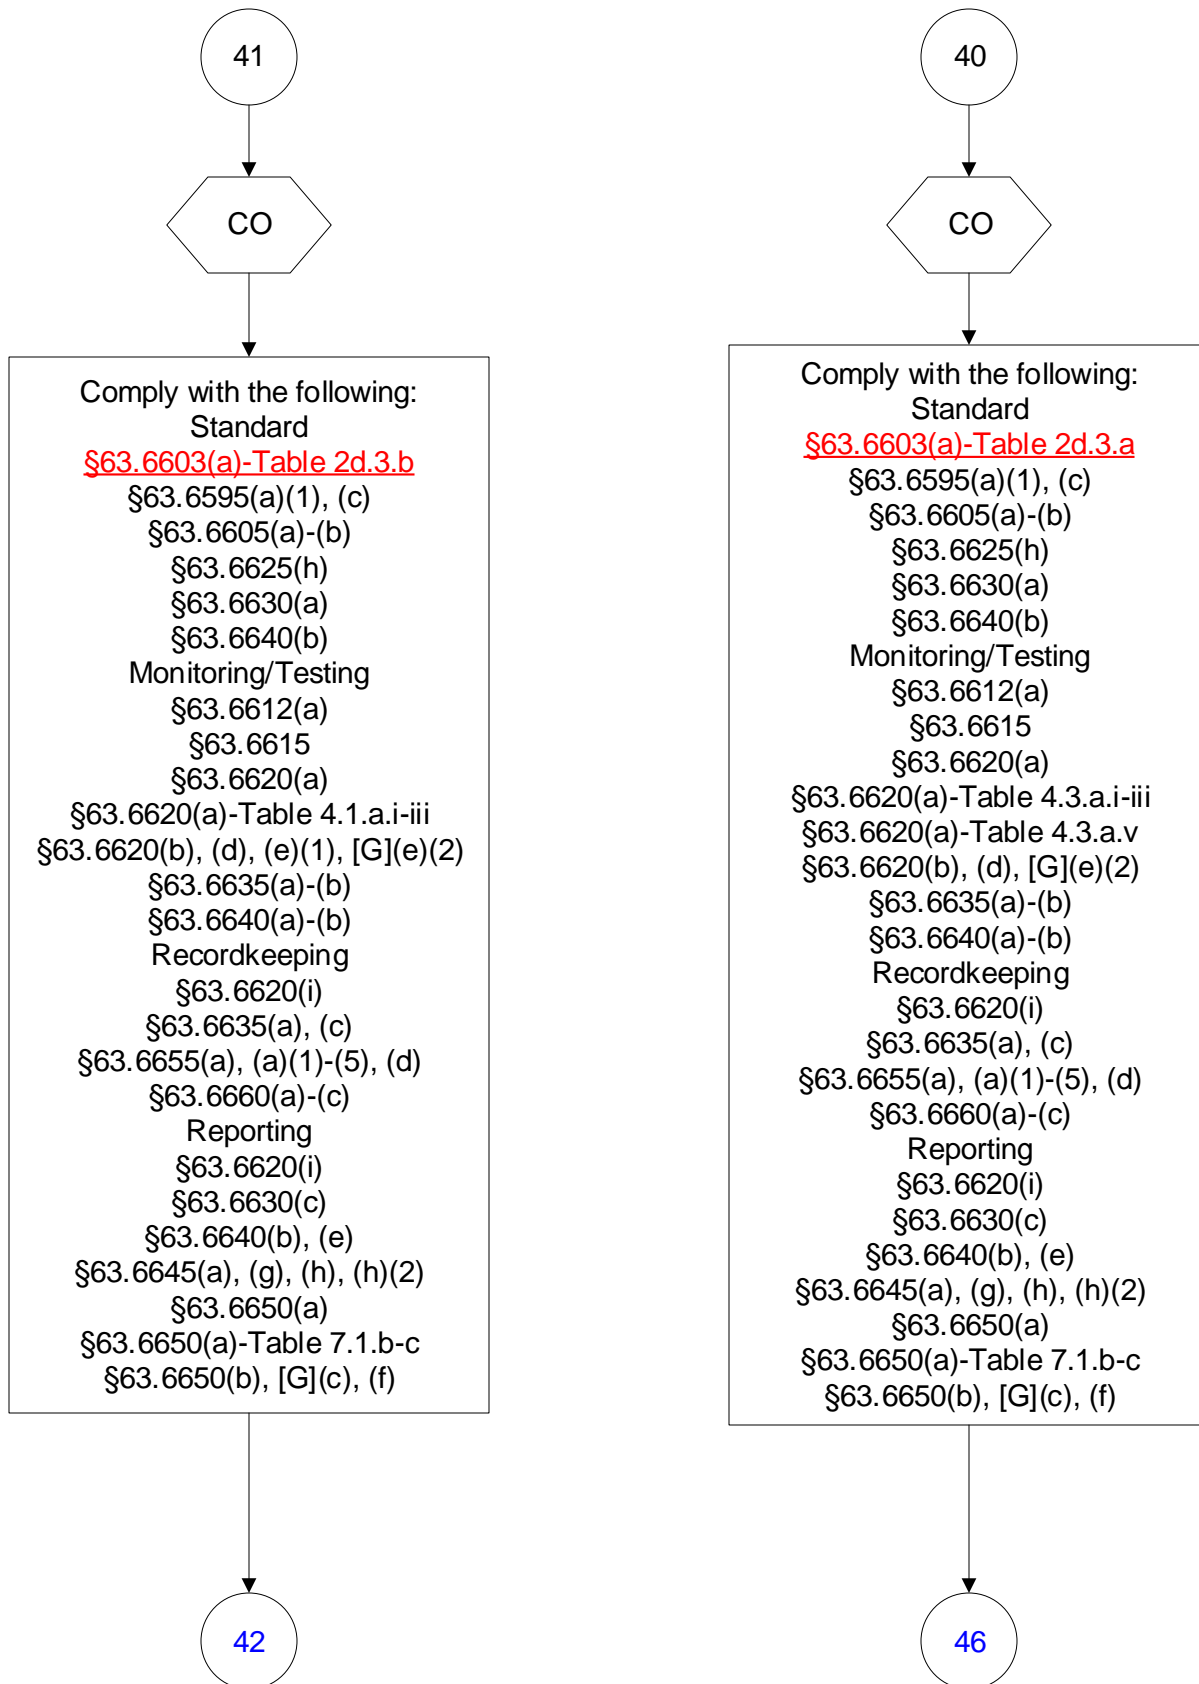 41
CO
Comply with the following:
Standard
§63.6603(a)-Table 2d.3.b
§63.6595(a)(1), (c)
§63.6605(a)-(b)
§63.6625(h)
§63.6630(a)
§63.6640(b)
Monitoring/Testing
§63.6612(a)
§63.6615
§63.6620(a)
§63.6620(a)-Table 4.1.a.i-iii
§63.6620(b), (d), (e)(1), [G](e)(2)
§63.6635(a)-(b)
§63.6640(a)-(b)
Recordkeeping
§63.6620(i)
§63.6635(a), (c)
§63.6655(a), (a)(1)-(5), (d)
§63.6660(a)-(c)
Reporting
§63.6620(i)
§63.6630(c)
§63.6640(b), (e)
§63.6645(a), (g), (h), (h)(2)
§63.6650(a)
§63.6650(a)-Table 7.1.b-c
§63.6650(b), [G](c), (f)
42
40
CO
Comply with the following:
Standard
§63.6603(a)-Table 2d.3.a
§63.6595(a)(1), (c)
§63.6605(a)-(b)
§63.6625(h)
§63.6630(a)
§63.6640(b)
Monitoring/Testing
§63.6612(a)
§63.6615
§63.6620(a)
§63.6620(a)-Table 4.3.a.i-iii
§63.6620(a)-Table 4.3.a.v
§63.6620(b), (d), [G](e)(2)
§63.6635(a)-(b)
§63.6640(a)-(b)
Recordkeeping
§63.6620(i)
§63.6635(a), (c)
§63.6655(a), (a)(1)-(5), (d)
§63.6660(a)-(c)
Reporting
§63.6620(i)
§63.6630(c)
§63.6640(b), (e)
§63.6645(a), (g), (h), (h)(2)
§63.6650(a)
§63.6650(a)-Table 7.1.b-c
§63.6650(b), [G](c), (f)
46